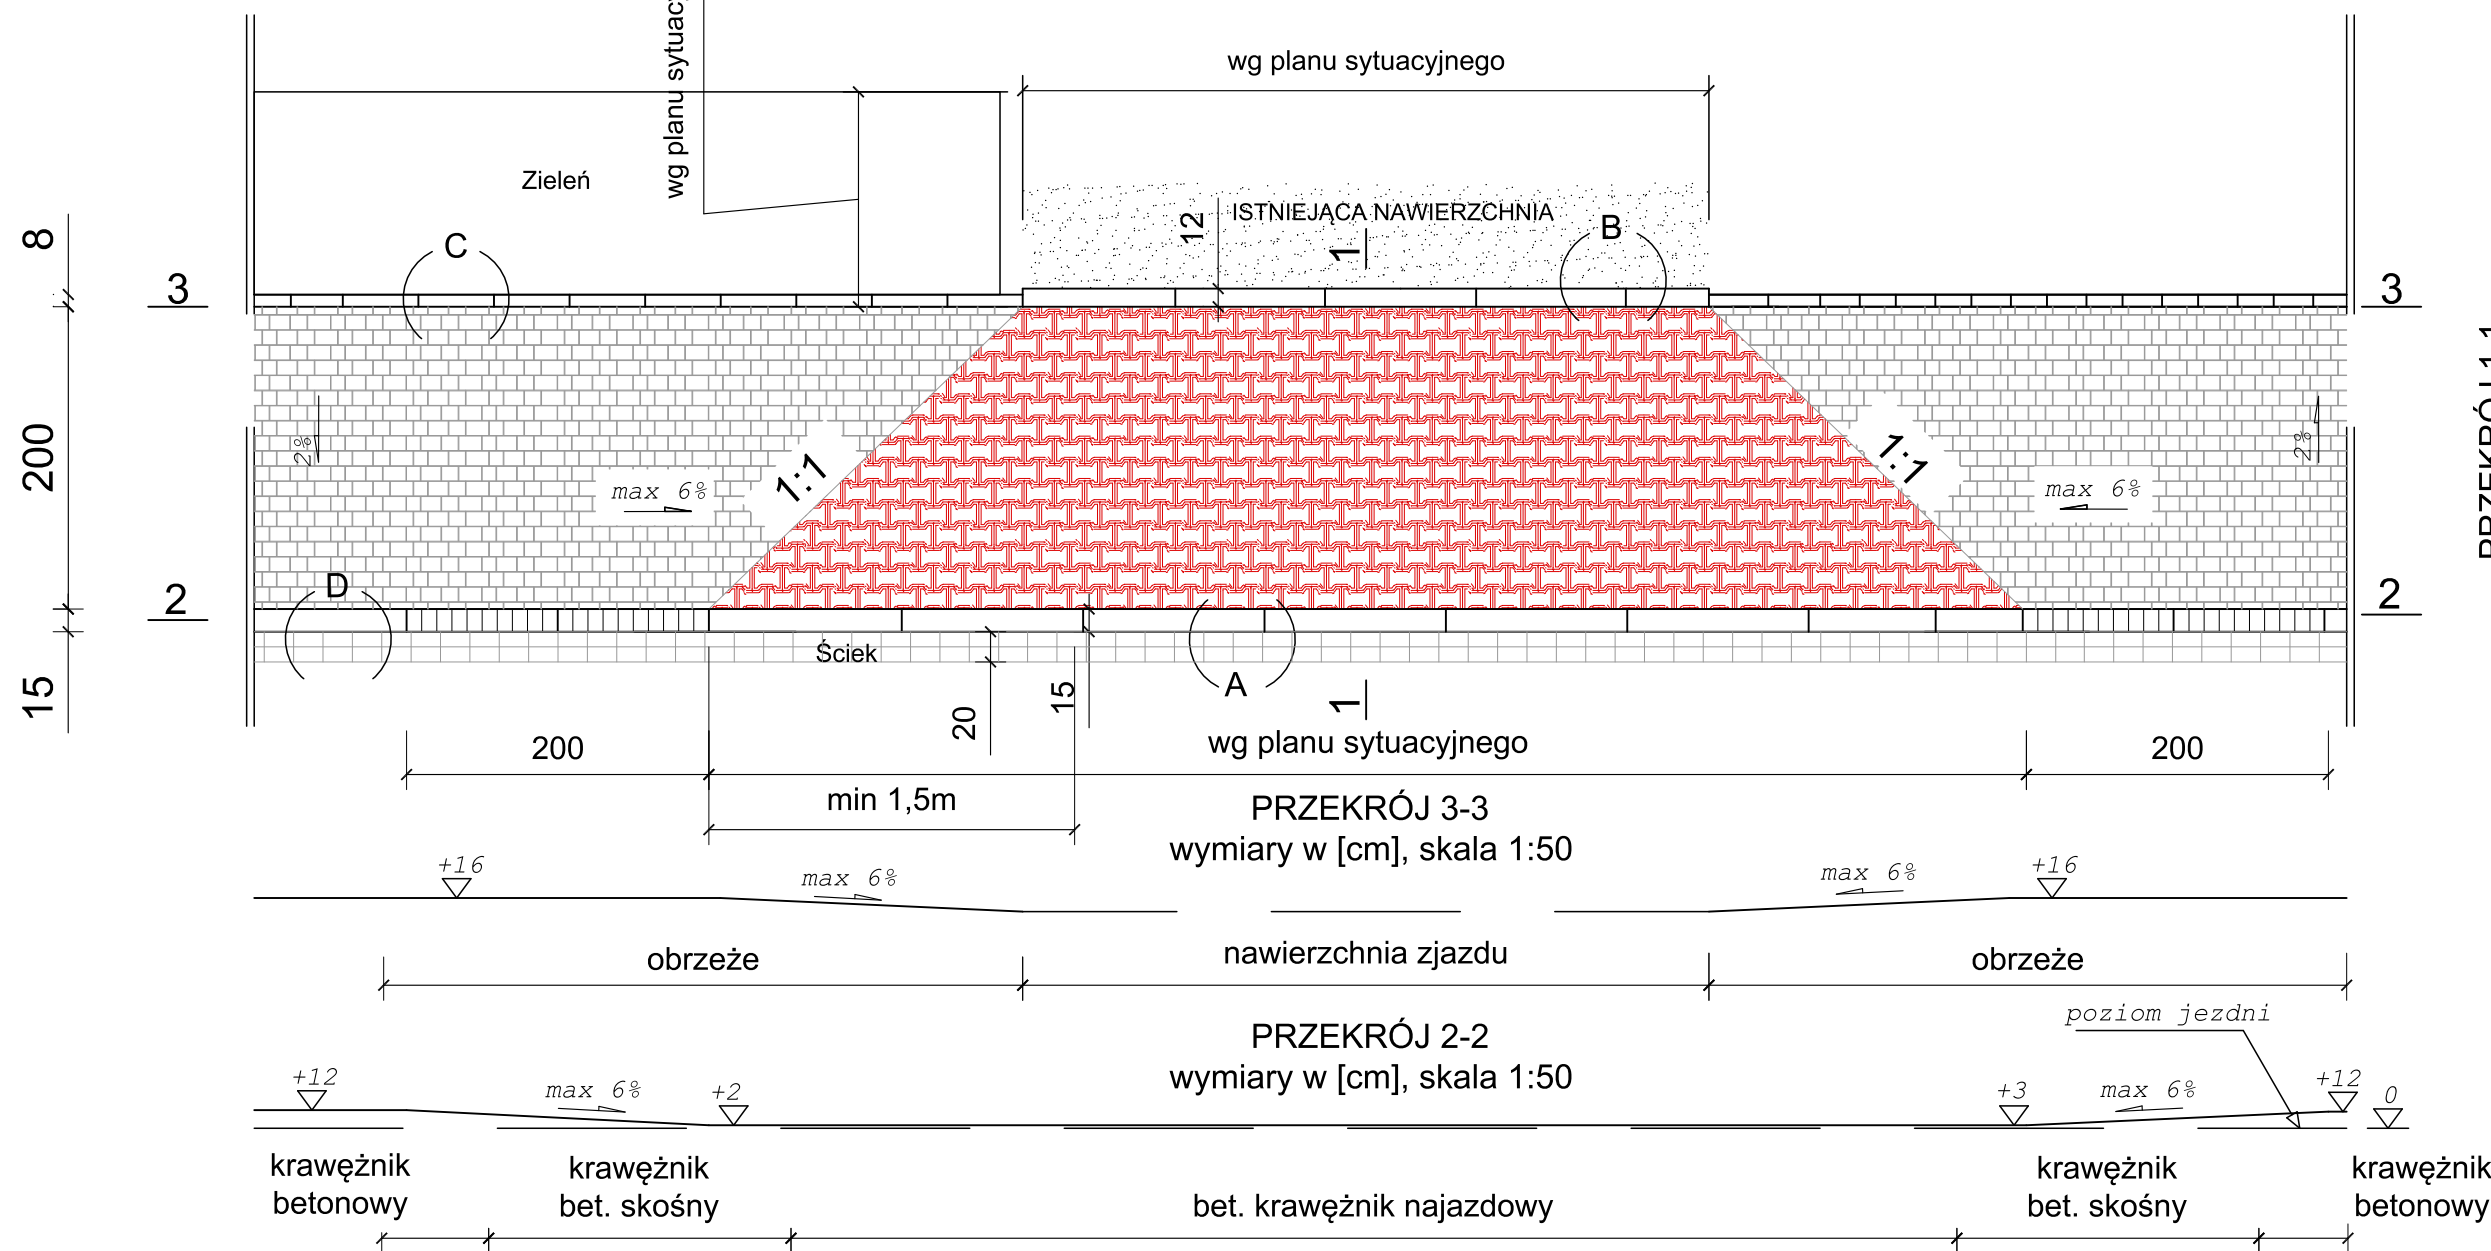 wg planu sytuacyjnego
wg planu
Zieleń
ISTNIEJĄCA NAWIERZCHNIA
12
1
B
C
8
3
3
200
2%
max 6%
1:1
1:1
max 6%
2%
PRZEKRÓJ 1-1
D
2
2
Ściek
A
15
20
15
1
wg planu sytuacyjnego
200
200
min 1,5m
PRZEKRÓJ 3-3
wymiary w [cm], skala 1:50
+16
max 6%
max 6%
+16
obrzeże
nawierzchnia zjazdu
obrzeże
PRZEKRÓJ 2-2
wymiary w [cm], skala 1:50
poziom jezdni
+12
max 6%
+2
+3
max 6%
+12
0
krawężnik
betonowy
krawężnik
bet. skośny
bet. krawężnik najazdowy
krawężnik
bet. skośny
krawężnik
betonowy